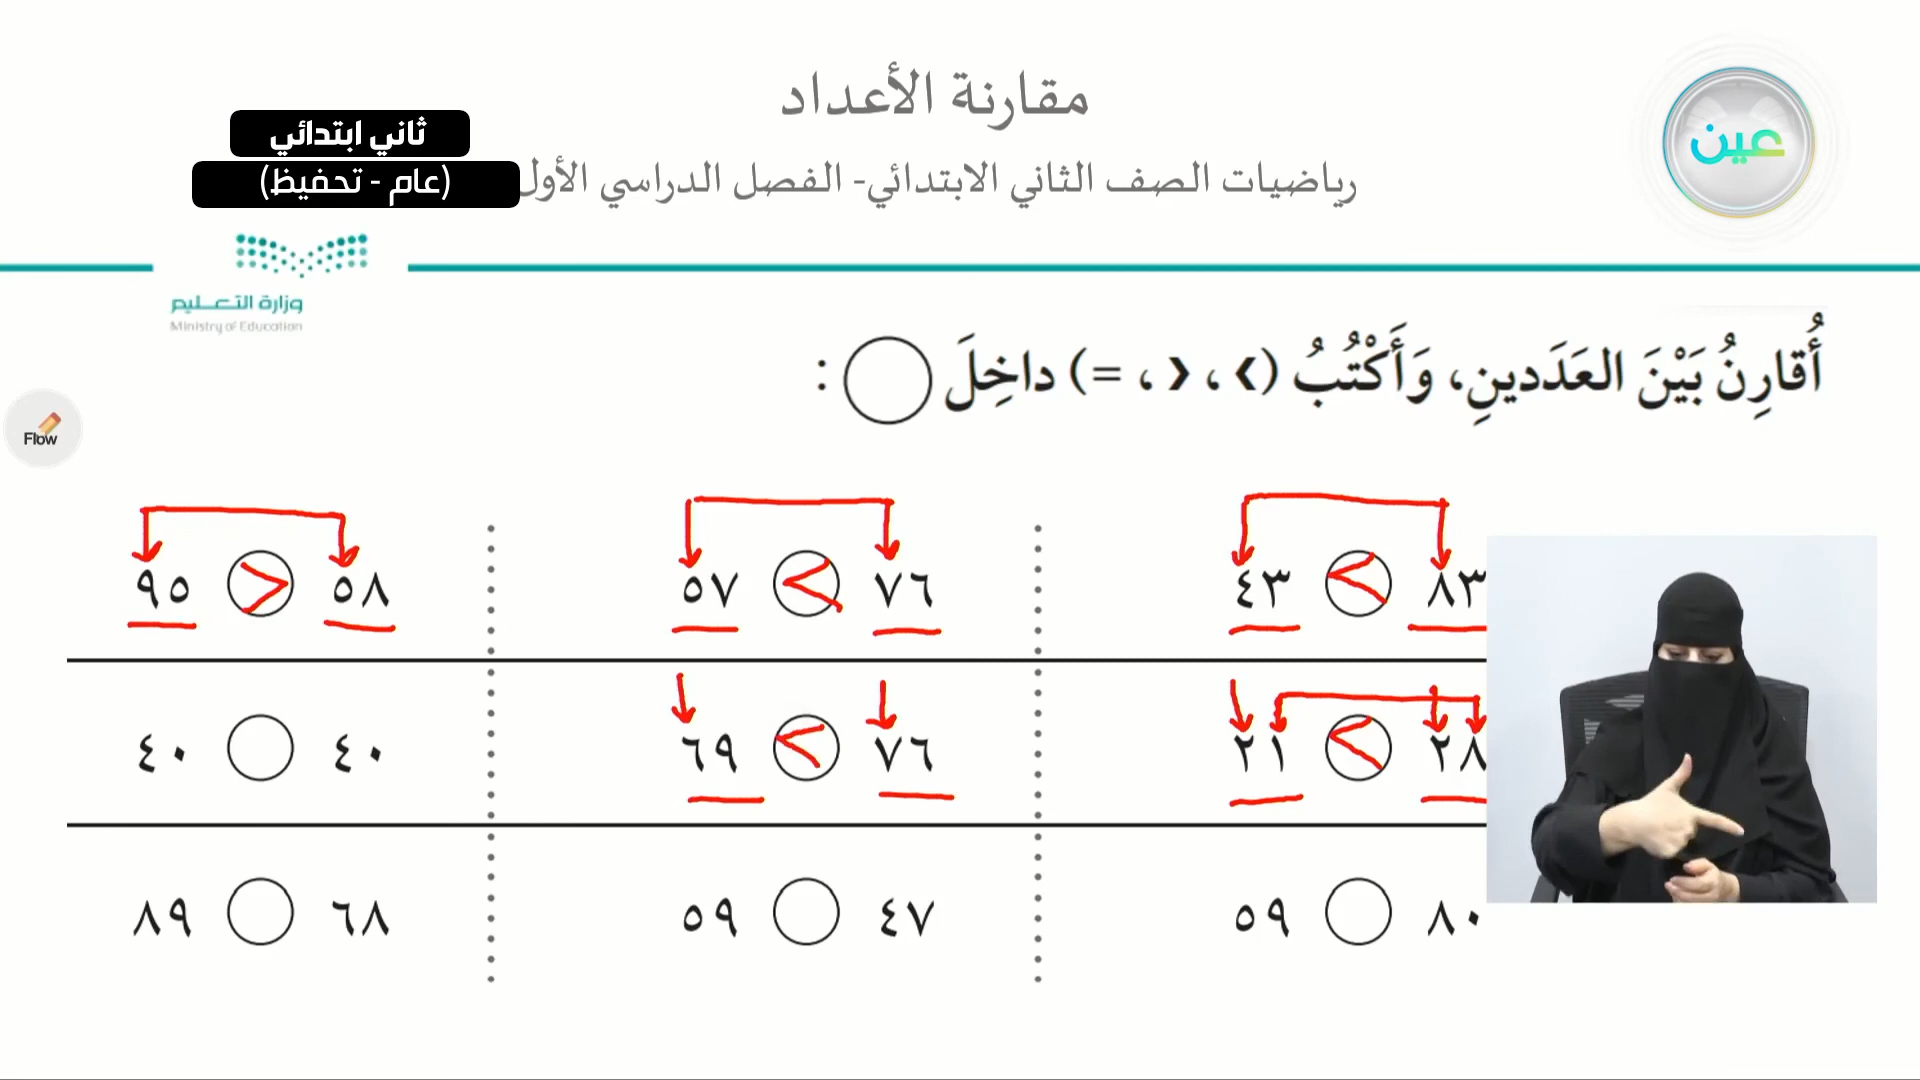 مقارنة الأعداد
ثاني ابتدائي
(عام - تحفيظ)
رياضيات الصف الثاني الابتدائي- الفصل الدراسي الأول
عين
وزارة التعليم
Ministry of Education
أُقارِنُ بَيْنَ العَدَدينِ، وَأَكْتُبُ (< ، > ، =) داخِلَ :
Flow
٨٣ < ٤٣
٧٦ < ٥٧
٥٨ > ٩٥
٢٨ < ٢١
٧٦ < ٦٩
٤٠ ٤٠
٨٠ ٥٩
٤٧ ٥٩
٦٨ ٨٩